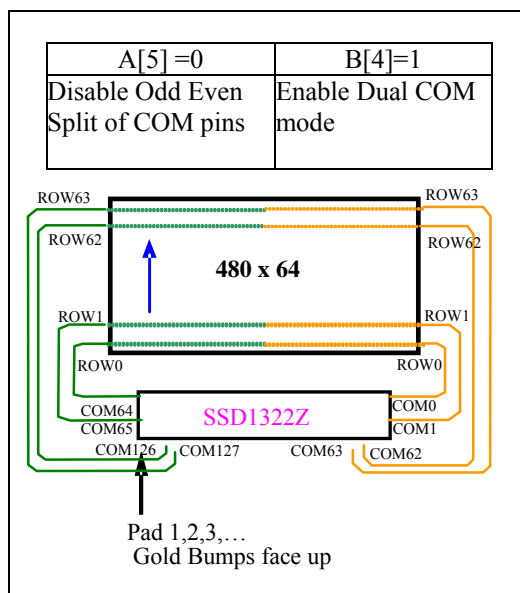 A[5] =0 B[4]=1
Disable Odd Even Split of COM pins
Enable Dual COM mode
ROW63 ROW63
ROW62 ROW62
480 x 64
ROW1 ROW1
ROW0 ROW0
COM64 COM0
SSD1322Z
COM65 COM1
COM126 COM127 COM63 COM62
Pad 1,2,3,…
Gold Bumps face up